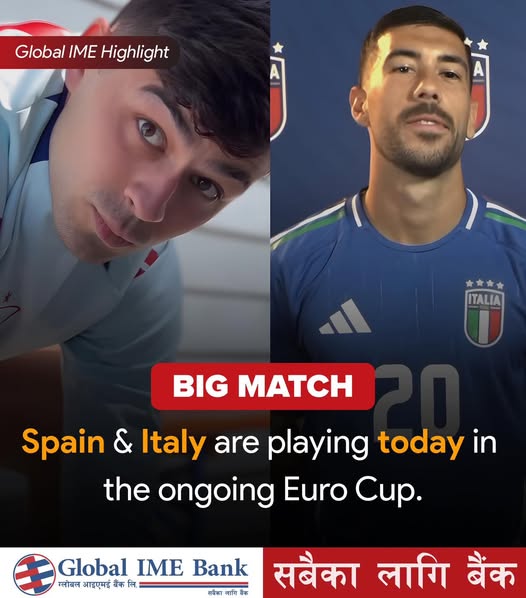 Global IME Highlight
ITALIA
ITALIA
20
BIG MATCH
Spain & Italy are playing today in
the ongoing Euro Cup.
Global IME Bank
ग्लोबल आइएमई बैंक लि.
सबैका लागि बैंक
सबैका लागि बैंक